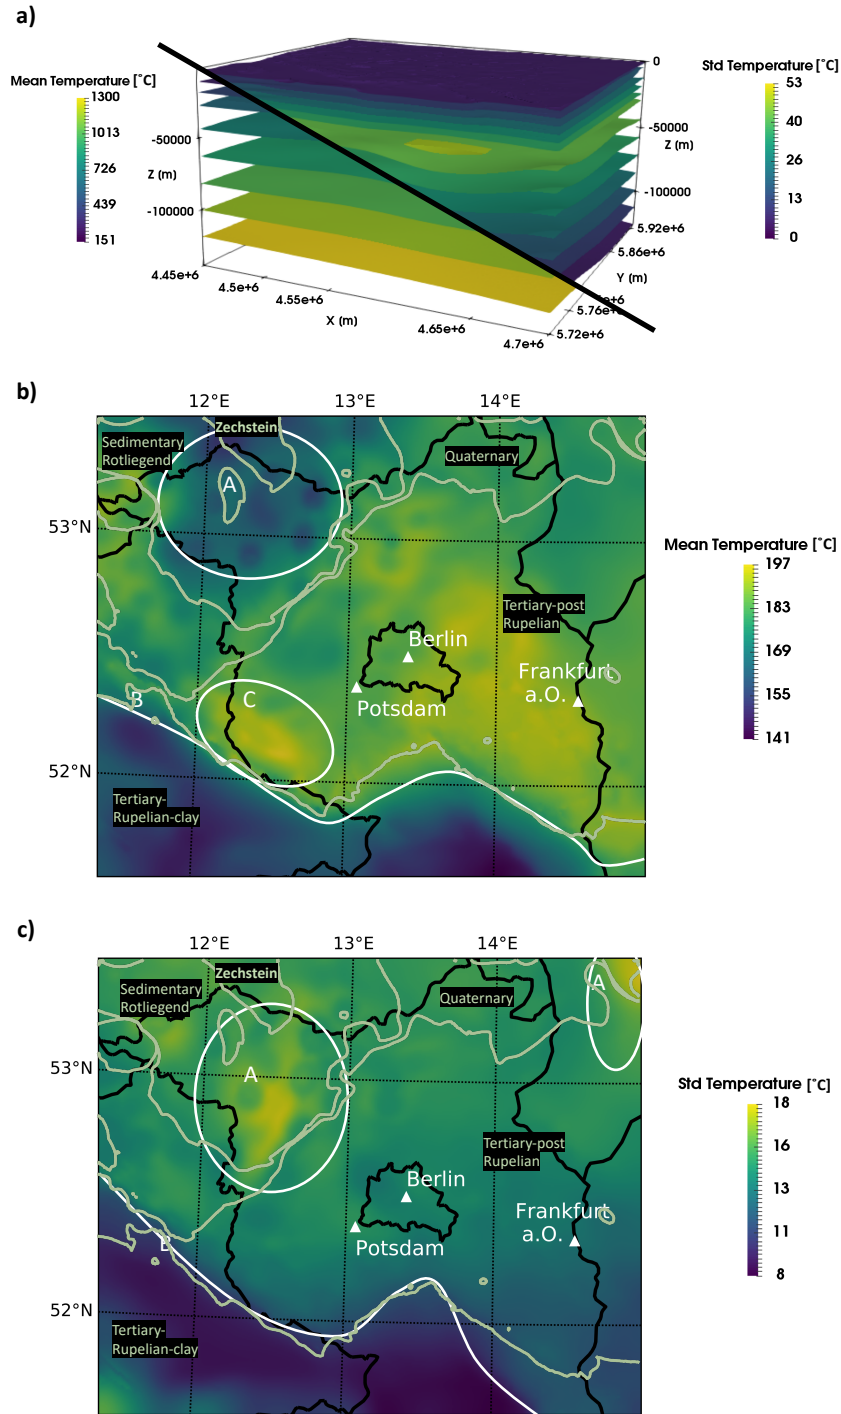 a)
Mean Temperature [˚C]
1300
1013
726
439
151
-50000
Z (m)
-100000
4.45e+6
4.5e+6
4.55e+6
X (m)
4.65e+6
4.7e+6
0
-50000
Z (m)
-100000
5.92e+6
5.86e+6
Y (m)
5.76e+6
5.72e+6
Std Temperature [˚C]
53
40
26
13
0
b)
12°E
13°E
14°E
Zechstein
Sedimentary
Rotliegend
Quaternary
A
53°N
Tertiary-post
Rupelian
Berlin
Frankfurt
a.O.
B
C
Potsdam
52°N
Tertiary-
Rupelian-clay
Mean Temperature [˚C]
197
183
169
155
141
c)
12°E
13°E
14°E
Zechstein
Sedimentary
Rotliegend
Quaternary
A
53°N
A
Tertiary-post
Rupelian
Berlin
Frankfurt
a.O.
B
Potsdam
52°N
Tertiary-
Rupelian-clay
Std Temperature [˚C]
18
16
13
11
8